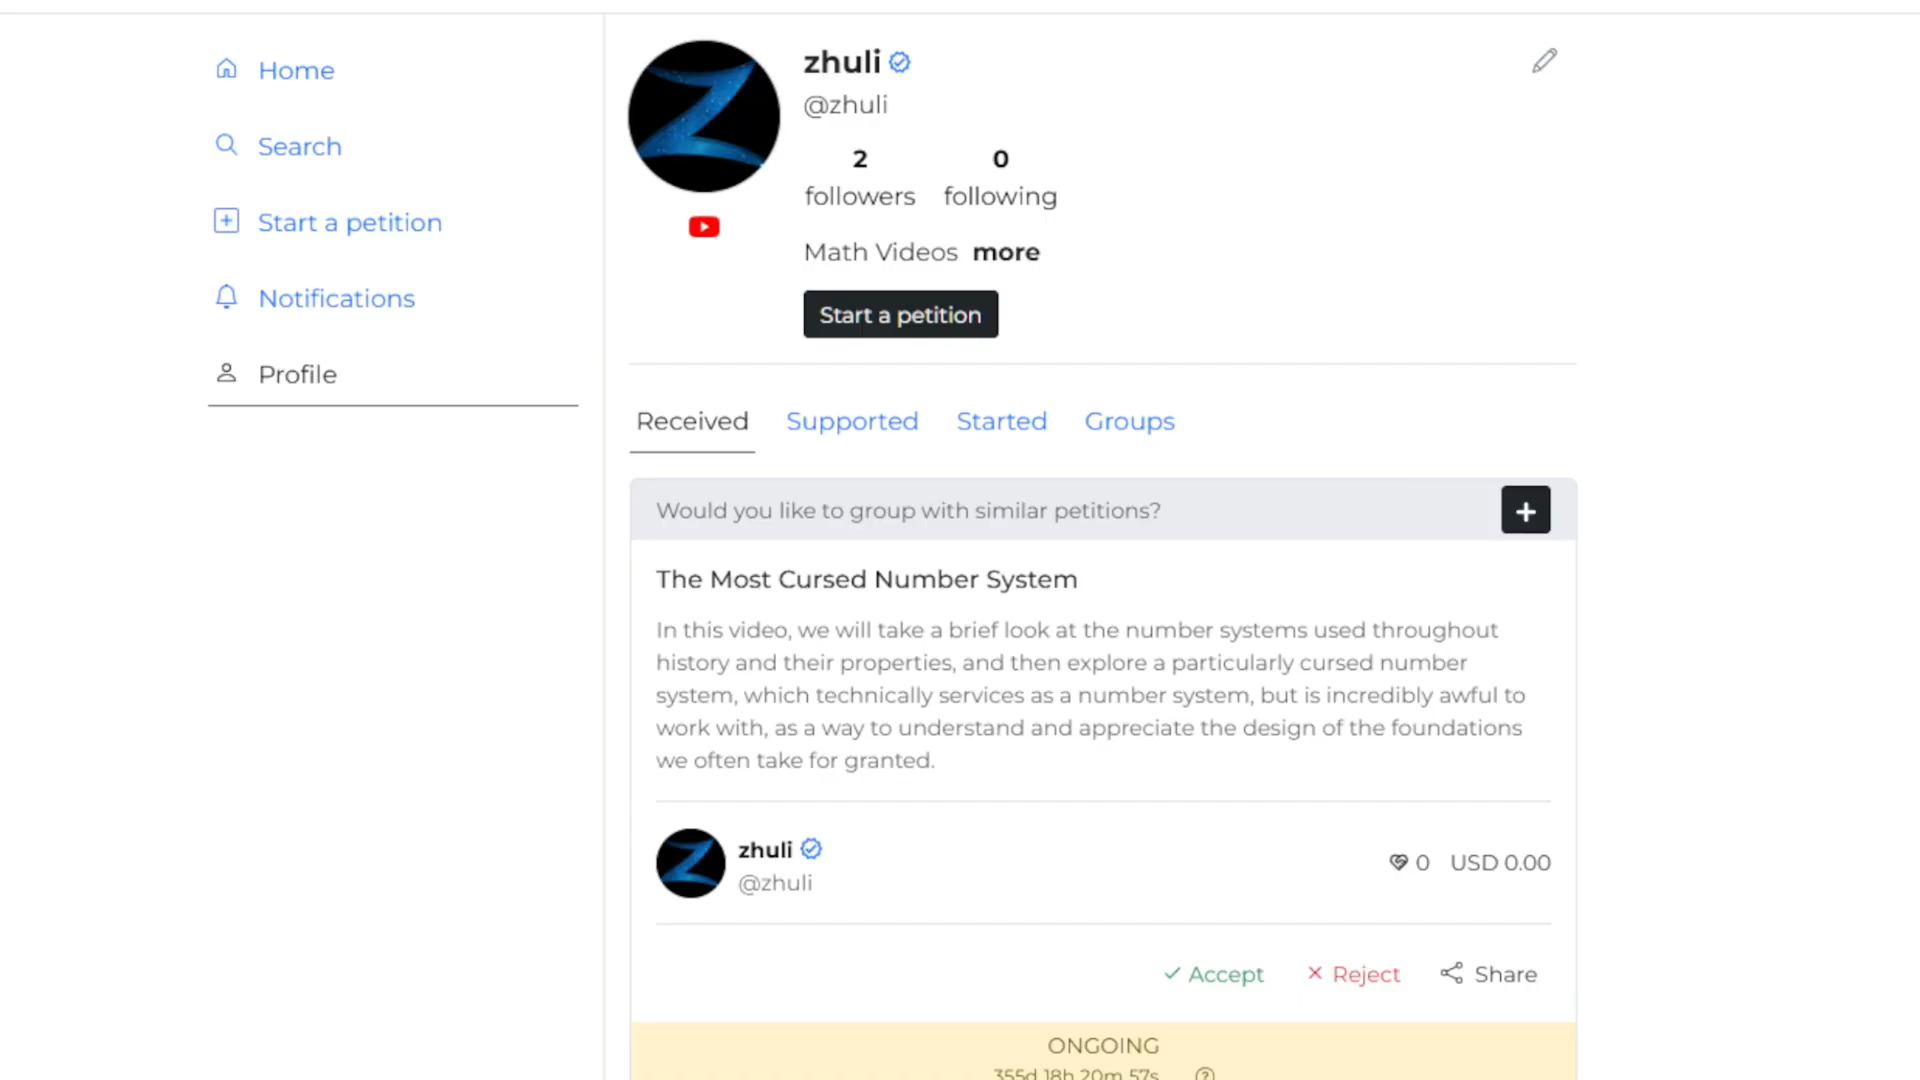 Home
Search
Start a petition
Notifications
Profile
zhuli
@zhuli
2 0
followers following
Math Videos more
Start a petition
Received Supported Started Groups
Would you like to group with similar petitions?
The Most Cursed Number System
In this video, we will take a brief look at the number systems used throughout
history and their properties, and then explore a particularly cursed number
system, which technically services as a number system, but is incredibly awful to
work with, as a way to understand and appreciate the design of the foundations
we often take for granted.
zhuli
@zhuli
0 USD 0.00
Accept Reject Share
ONGOING
355d 18h 20m 57s